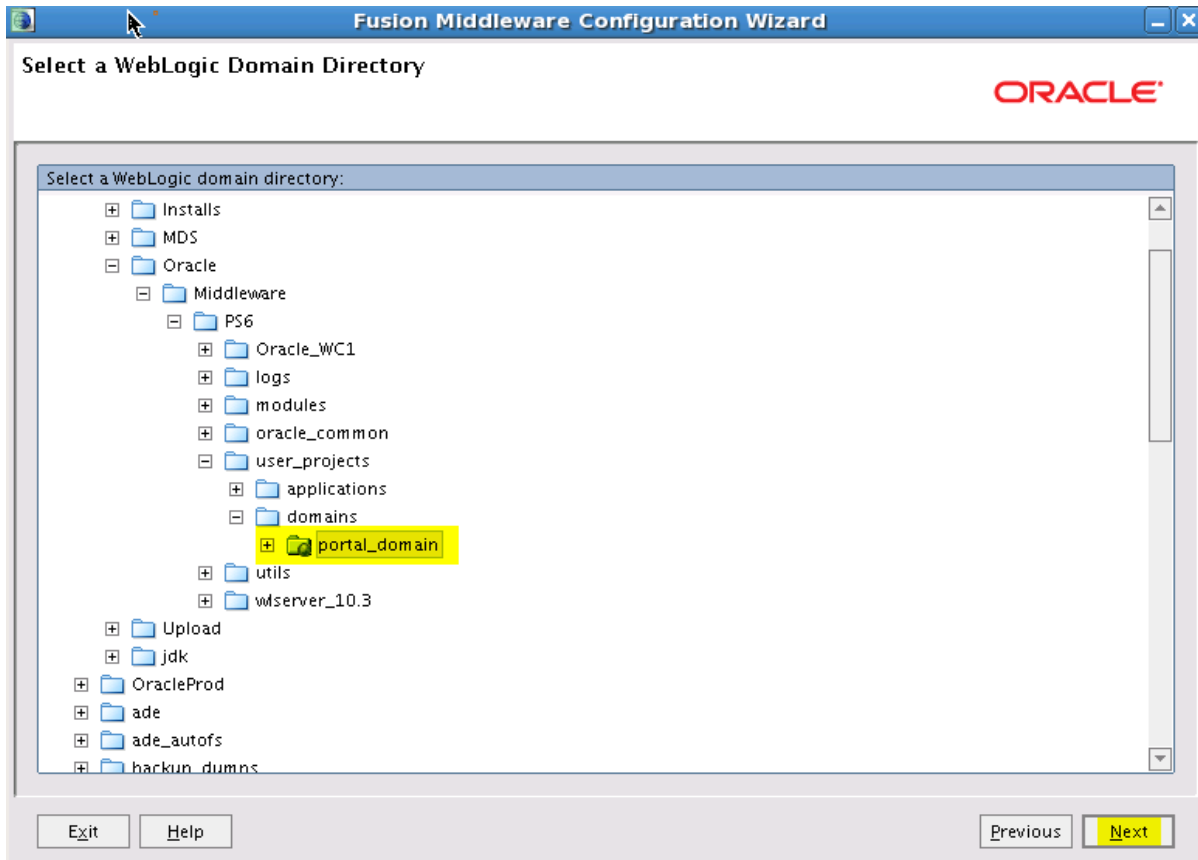 Fusion Middleware Configuration Wizard
Select a WebLogic Domain Directory
ORACLE
Select a WebLogic domain directory:
Installs
MDS
Oracle
Middleware
PS6
Oracle_WC1
logs
modules
oracle_common
user_projects
applications
domains
portal_domain
utils
wlserver_10.3
Upload
jdk
OracleProd
ade
ade_autofs
backup_dumps
Exit Help Previous Next